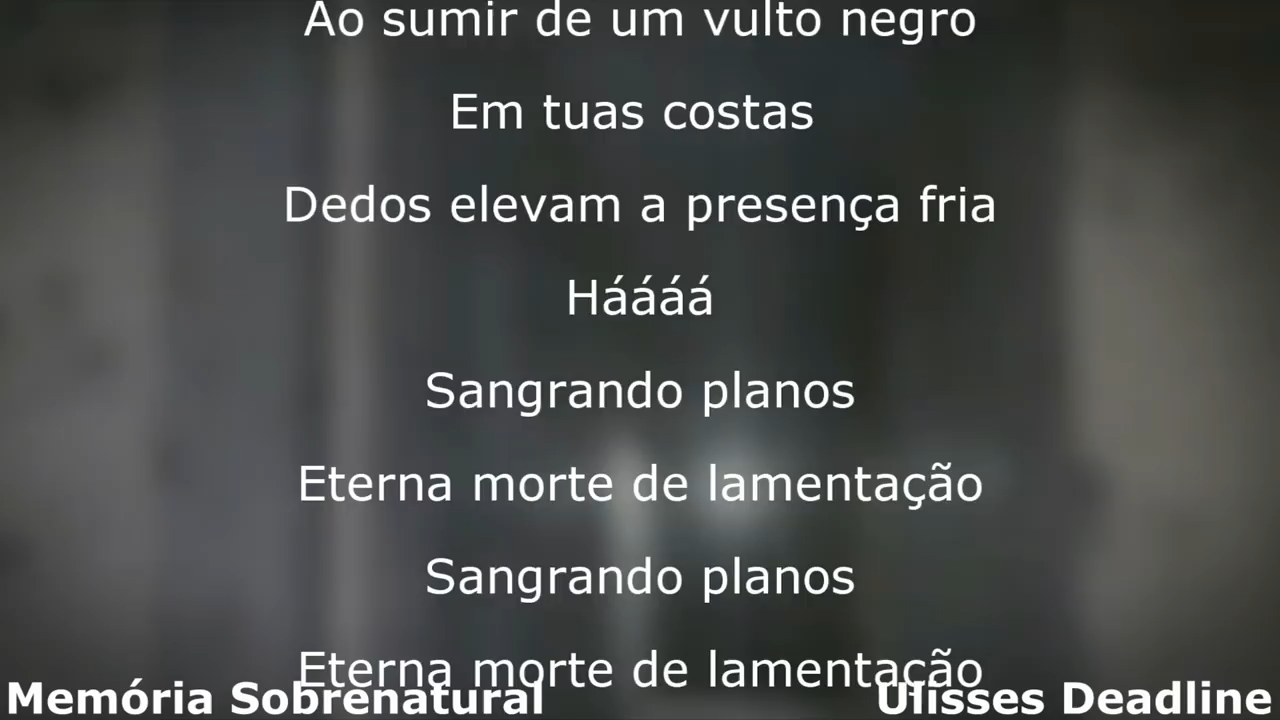 Ao sumir de um vulto negro
Em tuas costas
Dedos elevam a presença fria
Háááá
Sangrando planos
Eterna morte de lamentação
Sangrando planos
Eterna morte de lamentação
Memória Sobrenatural
Ulisses Deadline